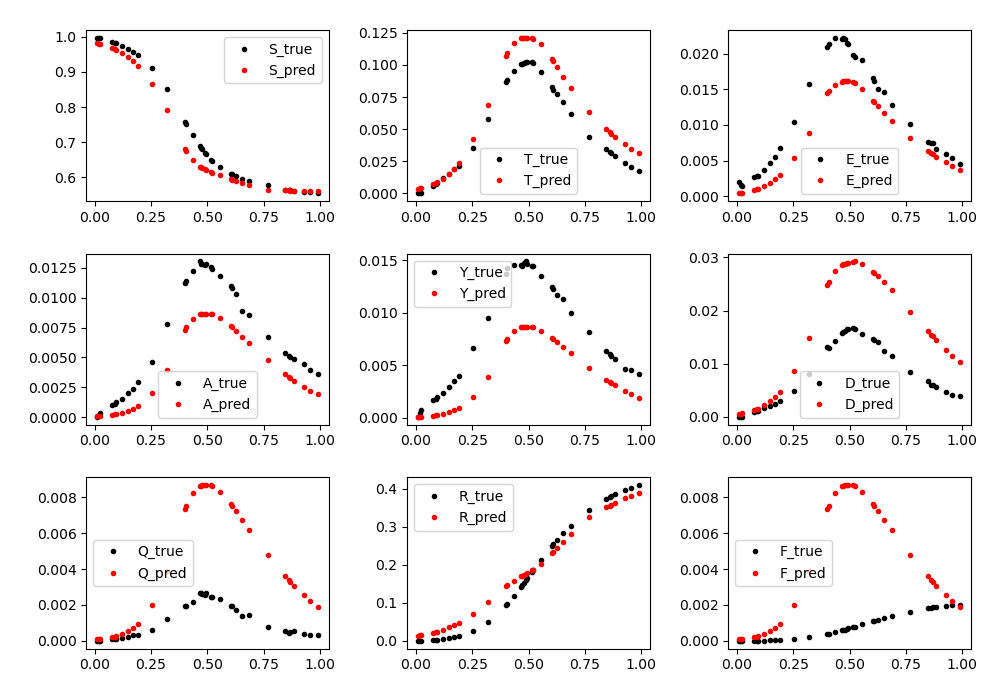 1.0
0.9
0.8
0.7
0.6
S_true
S_pred
0.00 0.25 0.50 0.75 1.00
0.125
0.100
0.075
0.050
0.025
0.000
T_true
T_pred
0.00 0.25 0.50 0.75 1.00
0.020
0.015
0.010
0.005
0.000
E_true
E_pred
0.00 0.25 0.50 0.75 1.00
0.0125
0.0100
0.0075
0.0050
0.0025
0.0000
A_true
A_pred
0.00 0.25 0.50 0.75 1.00
0.015
0.010
0.005
0.000
Y_true
Y_pred
0.00 0.25 0.50 0.75 1.00
0.03
0.02
0.01
0.00
D_true
D_pred
0.00 0.25 0.50 0.75 1.00
0.008
0.006
0.004
0.002
0.000
Q_true
Q_pred
0.00 0.25 0.50 0.75 1.00
0.4
0.3
0.2
0.1
0.0
R_true
R_pred
0.00 0.25 0.50 0.75 1.00
0.008
0.006
0.004
0.002
0.000
F_true
F_pred
0.00 0.25 0.50 0.75 1.00